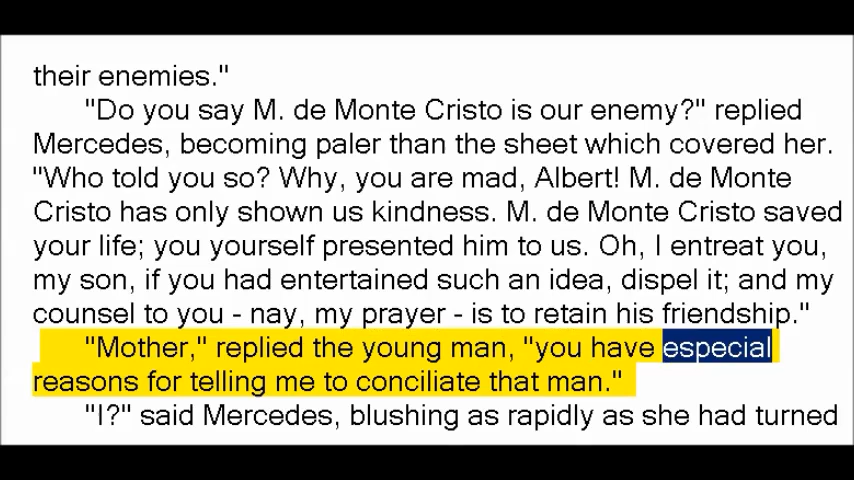 their enemies."
"Do you say M. de Monte Cristo is our enemy?" replied
Mercedes, becoming paler than the sheet which covered her.
"Who told you so? Why, you are mad, Albert! M. de Monte
Cristo has only shown us kindness. M. de Monte Cristo saved
your life; you yourself presented him to us. Oh, I entreat you,
my son, if you had entertained such an idea, dispel it; and my
counsel to you - nay, my prayer - is to retain his friendship."
"Mother," replied the young man, "you have especial
reasons for telling me to conciliate that man."
"I?" said Mercedes, blushing as rapidly as she had turned